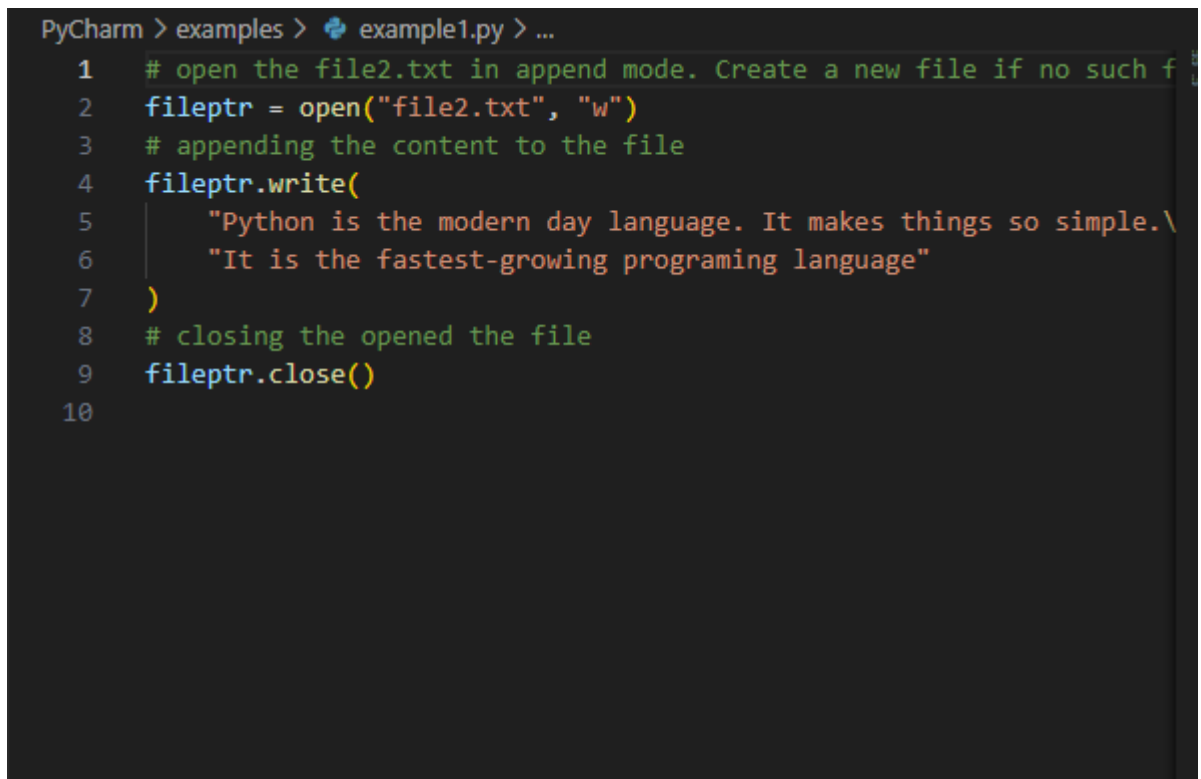 PyCharm > examples > example1.py > ...
1 # open the file2.txt in append mode. Create a new file if no such f
2 fileptr = open("file2.txt", "w")
3 # appending the content to the file
4 fileptr.write(
5 "Python is the modern day language. It makes things so simple.\
6 "It is the fastest-growing programing language"
7 )
8 # closing the opened the file
9 fileptr.close()
10